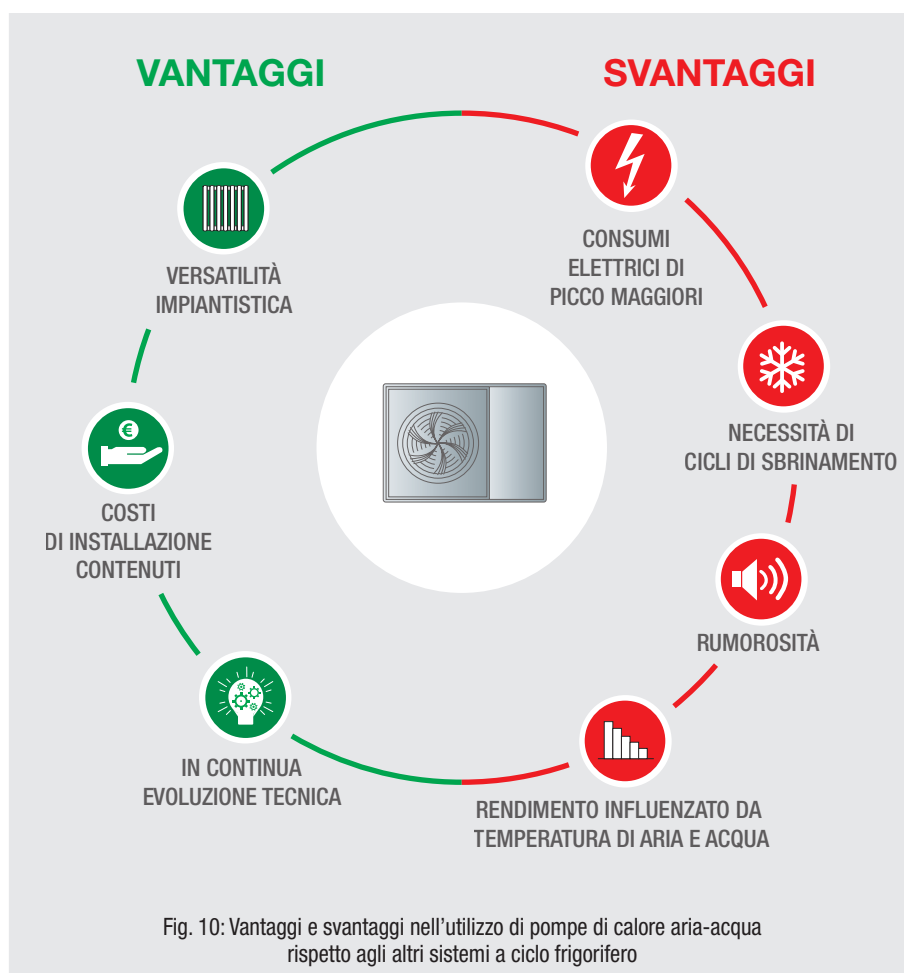 VANTAGGI
VERSATILITÀ
IMPIANTISTICA
€
COSTI
DI INSTALLAZIONE
CONTENUTI
IN CONTINUA
EVOLUZIONE TECNICA
SVANTAGGI
CONSUMI
ELETTRICI DI
PICCO MAGGIORI
NECESSITÀ DI
CICLI DI SBRINAMENTO
RUMOROSITÀ
RENDIMENTO INFLUENZATO DA
TEMPERATURA DI ARIA E ACQUA
Fig. 10: Vantaggi e svantaggi nell'utilizzo di pompe di calore aria-acqua
rispetto agli altri sistemi a ciclo frigorifero